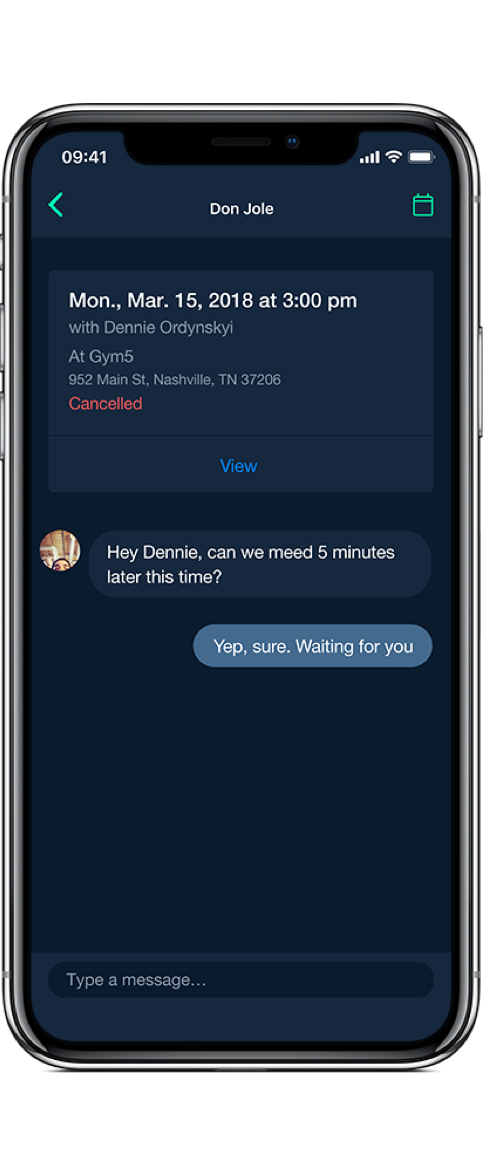 09:41
Don Jole
Mon., Mar. 15, 2018 at 3:00 pm
with Dennie Ordynskyi
At Gym5
952 Main St, Nashville, TN 37206
Cancelled
View
Hey Dennie, can we meed 5 minutes
later this time?
Yep, sure. Waiting for you
Type a message...